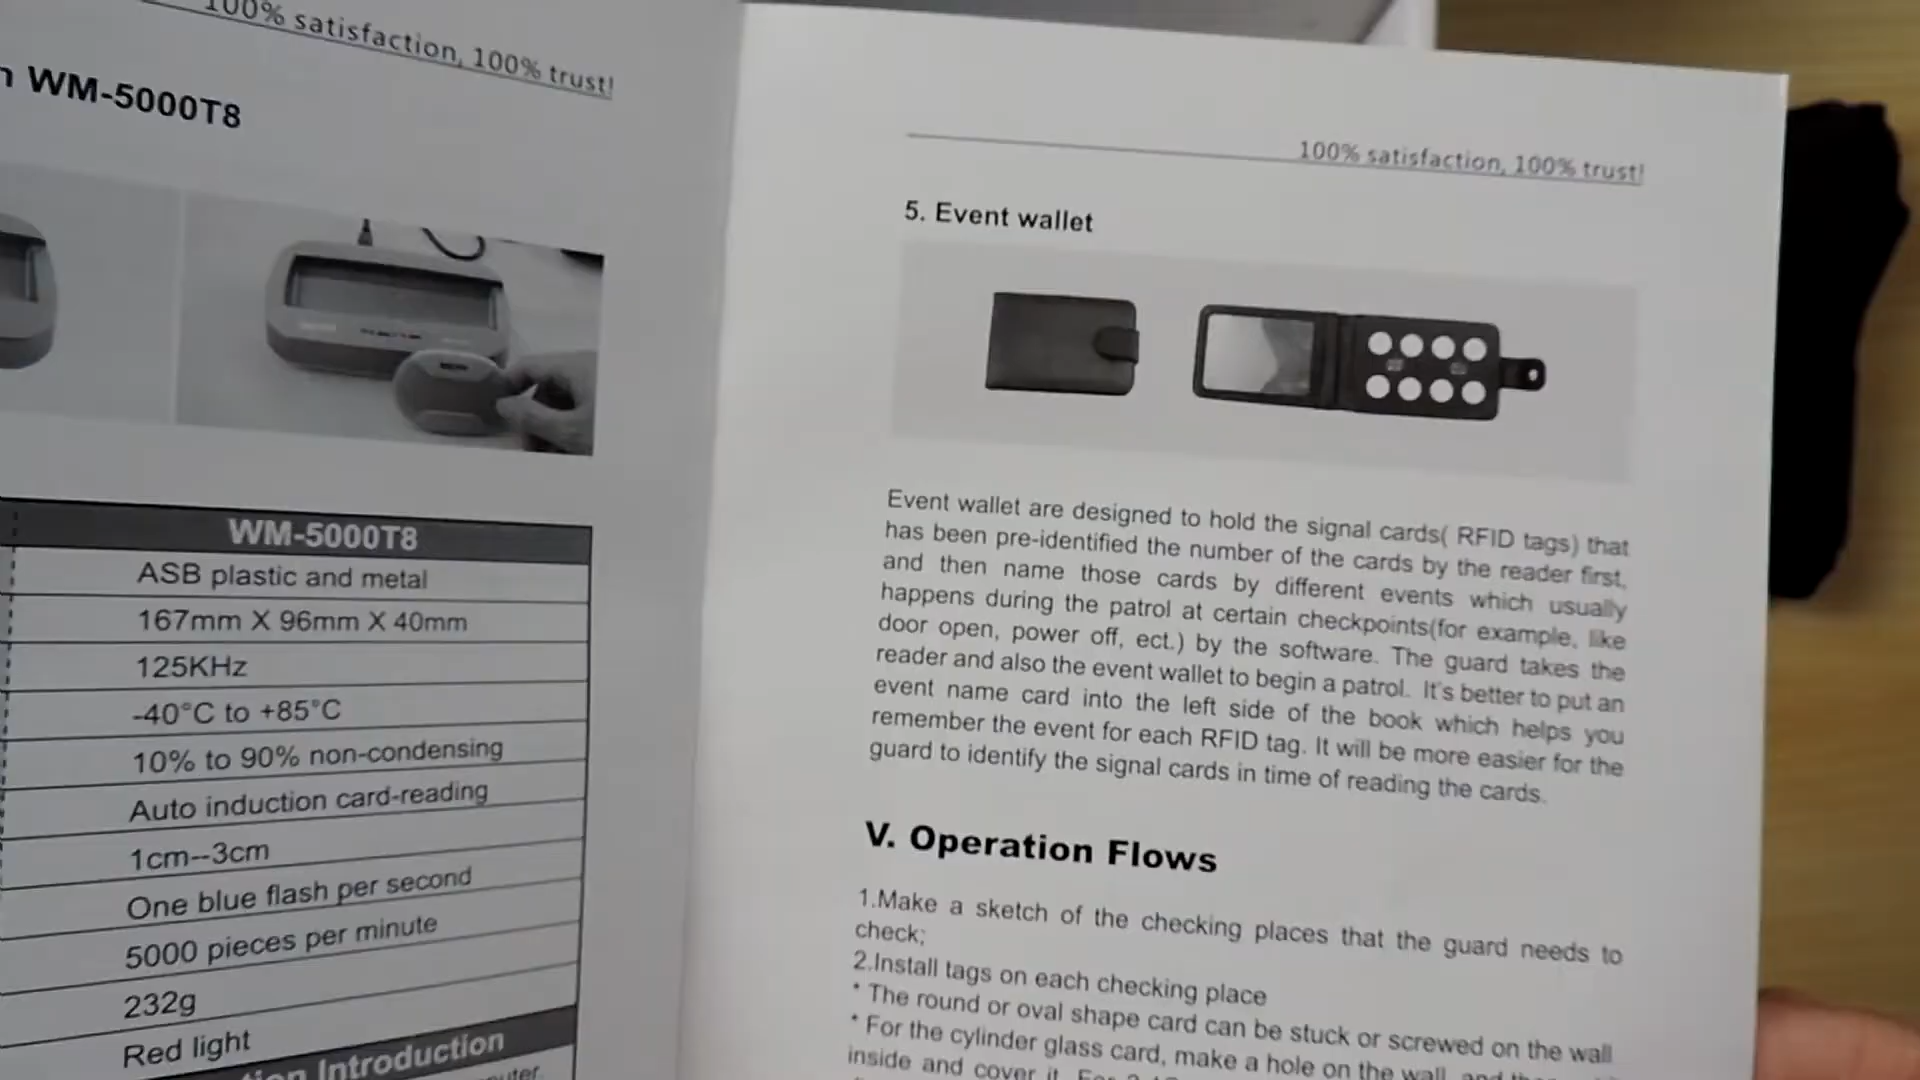 100% satisfaction, 100% trust!
WM-5000T8
WM-5000T8
ASB plastic and metal
167mm X 96mm X 40mm
125KHz
-40°C to +85°C
10% to 90% non-condensing
Auto induction card-reading
1cm--3cm
One blue flash per second
5000 pieces per minute
232g
Red light
Introduction
100% satisfaction, 100% trust!
5. Event wallet
Event wallet are designed to hold the signal cards( RFID tags) that
has been pre-identified the number of the cards by the reader first,
and then name those cards by different events which usually
happens during the patrol at certain checkpoints(for example, like
door open, power off, ect.) by the software. The guard takes the
reader and also the event wallet to begin a patrol. It's better to put an
event name card into the left side of the book which helps you
remember the event for each RFID tag. It will be more easier for the
guard to identify the signal cards in time of reading the cards.
V. Operation Flows
1.Make a sketch of the checking places that the guard needs to
check;
2.Install tags on each checking place
* The round or oval shape card can be stuck or screwed on the wall
* For the cylinder glass card, make a hole on the wall, and
inside and cover it.